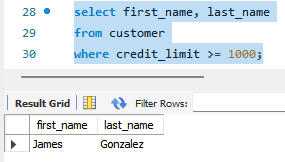 28 select first_name, last_name
29 from customer
30 where credit_limit >= 1000;
Result Grid Filter Rows:
first_name last_name
James Gonzalez